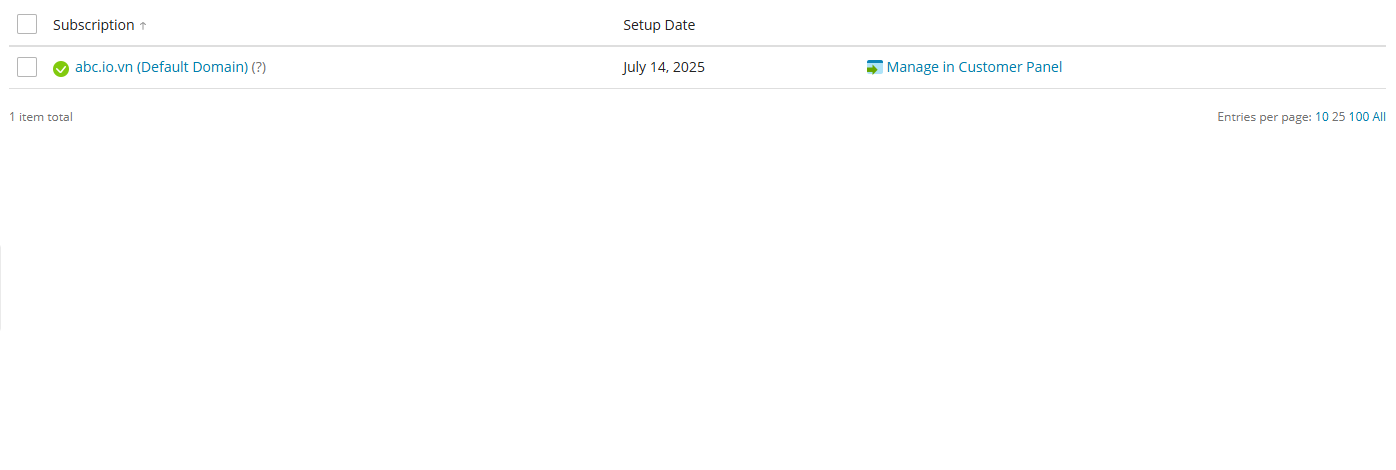 Subscription ↑ Setup Date
abc.io.vn (Default Domain) (?) July 14, 2025 Manage in Customer Panel
1 item total Entries per page: 10 25 100 All